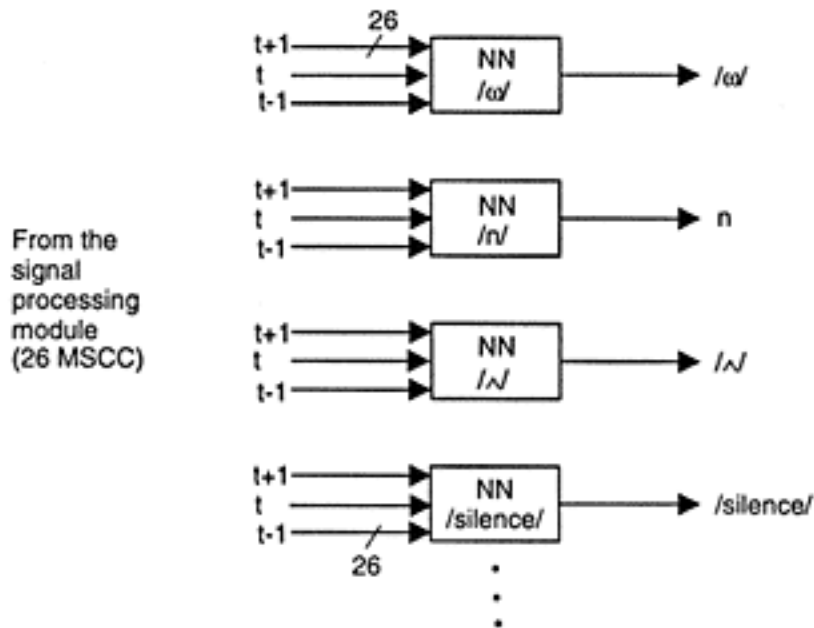 26
t+1
t
t-1
NN
/ω/
/ω/
t+1
t
t-1
NN
/n/
n
From the
signal
processing
module
(26 MSCC)
t+1
t
t-1
NN
/ʌ/
/ʌ/
t+1
t
t-1
26
NN
/silence/
/silence/